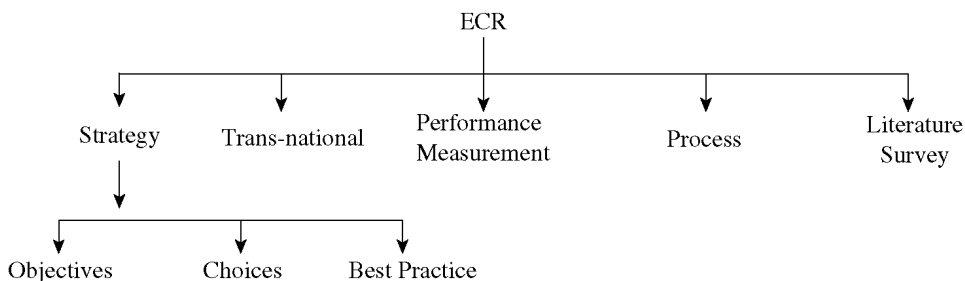 ECR
Strategy
Trans-national
Performance
Measurement
Process
Literature
Survey
Objectives
Choices
Best Practice